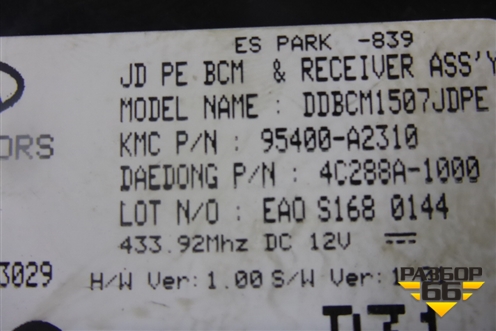 ES PARK -839
JD PE BCM & RECEIVER ASS'Y
MODEL NAME : DDBCM1507JDPE
ORS
KMC P/N : 95400-A2310
DAEDONG P/N : 4C288A-1000
LOT N/O : EAO S168 0144
433.92Mhz DC 12V
3029
H/W Ver: 1.00 S/W Ver: 1
РАЗБОР
66